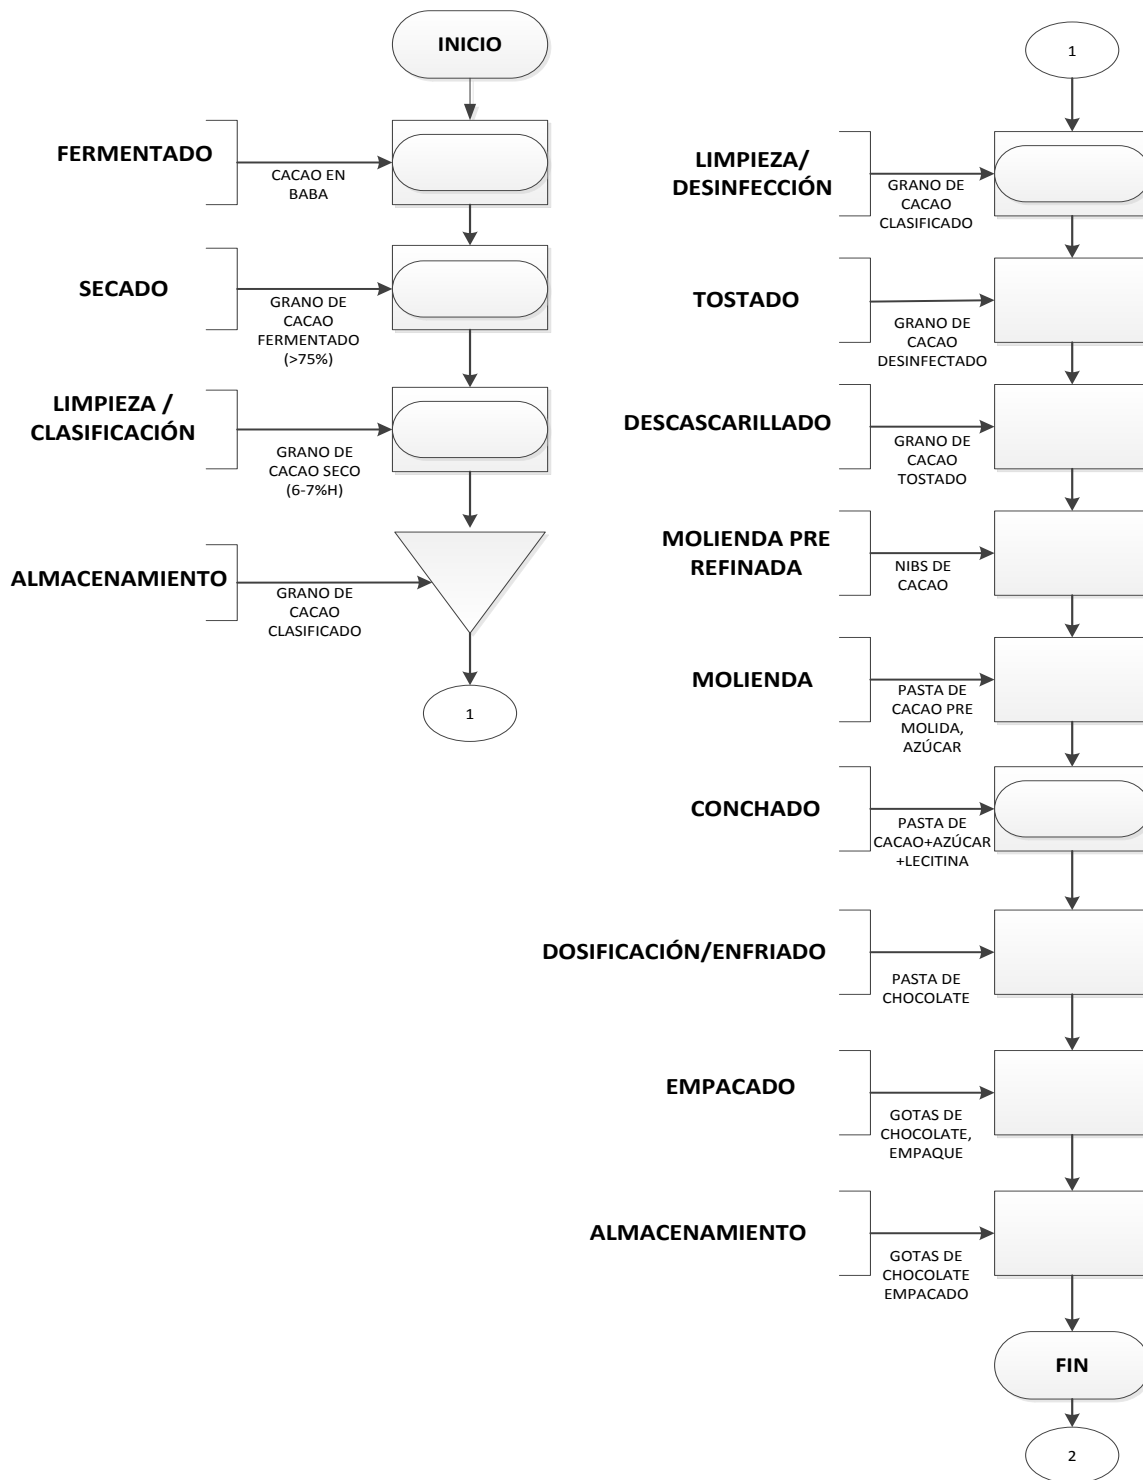 INICIO
FERMENTADO
CACAO EN
BABA
SECADO
GRANO DE
CACAO
FERMENTADO
(>75%)
LIMPIEZA /
CLASIFICACIÓN
GRANO DE
CACAO SECO
(6-7%H)
ALMACENAMIENTO
GRANO DE
CACAO
CLASIFICADO
1
1
LIMPIEZA/
DESINFECCIÓN
GRANO DE
CACAO
CLASIFICADO
TOSTADO
GRANO DE
CACAO
DESINFECTADO
DESCASCARILLADO
GRANO DE
CACAO
TOSTADO
MOLIENDA PRE
REFINADA
NIBS DE
CACAO
MOLIENDA
PASTA DE
CACAO PRE
MOLIDA,
AZÚCAR
CONCHADO
PASTA DE
CACAO+AZÚCAR
+LECITINA
DOSIFICACIÓN/ENFRIADO
PASTA DE
CHOCOLATE
EMPACADO
GOTAS DE
CHOCOLATE,
EMPAQUE
ALMACENAMIENTO
GOTAS DE
CHOCOLATE
EMPACADO
FIN
2